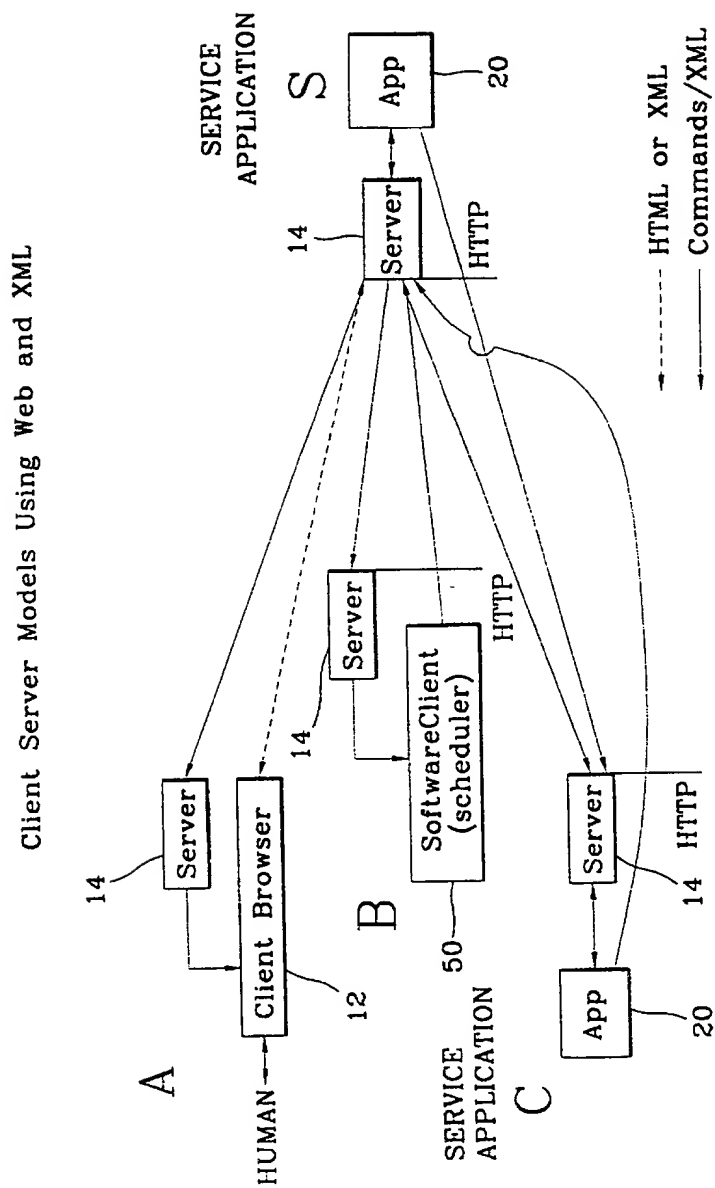 Client Server Models Using Web and XML
A
14
Server
HUMAN
Client Browser
12
B
14
Server
HTTP
SoftwareClient
(scheduler)
50
SERVICE
APPLICATION
C
App
20
Server
14
HTTP
SERVICE
APPLICATION
S
14
Server
App
20
HTTP
HTML or XML
Commands/XML